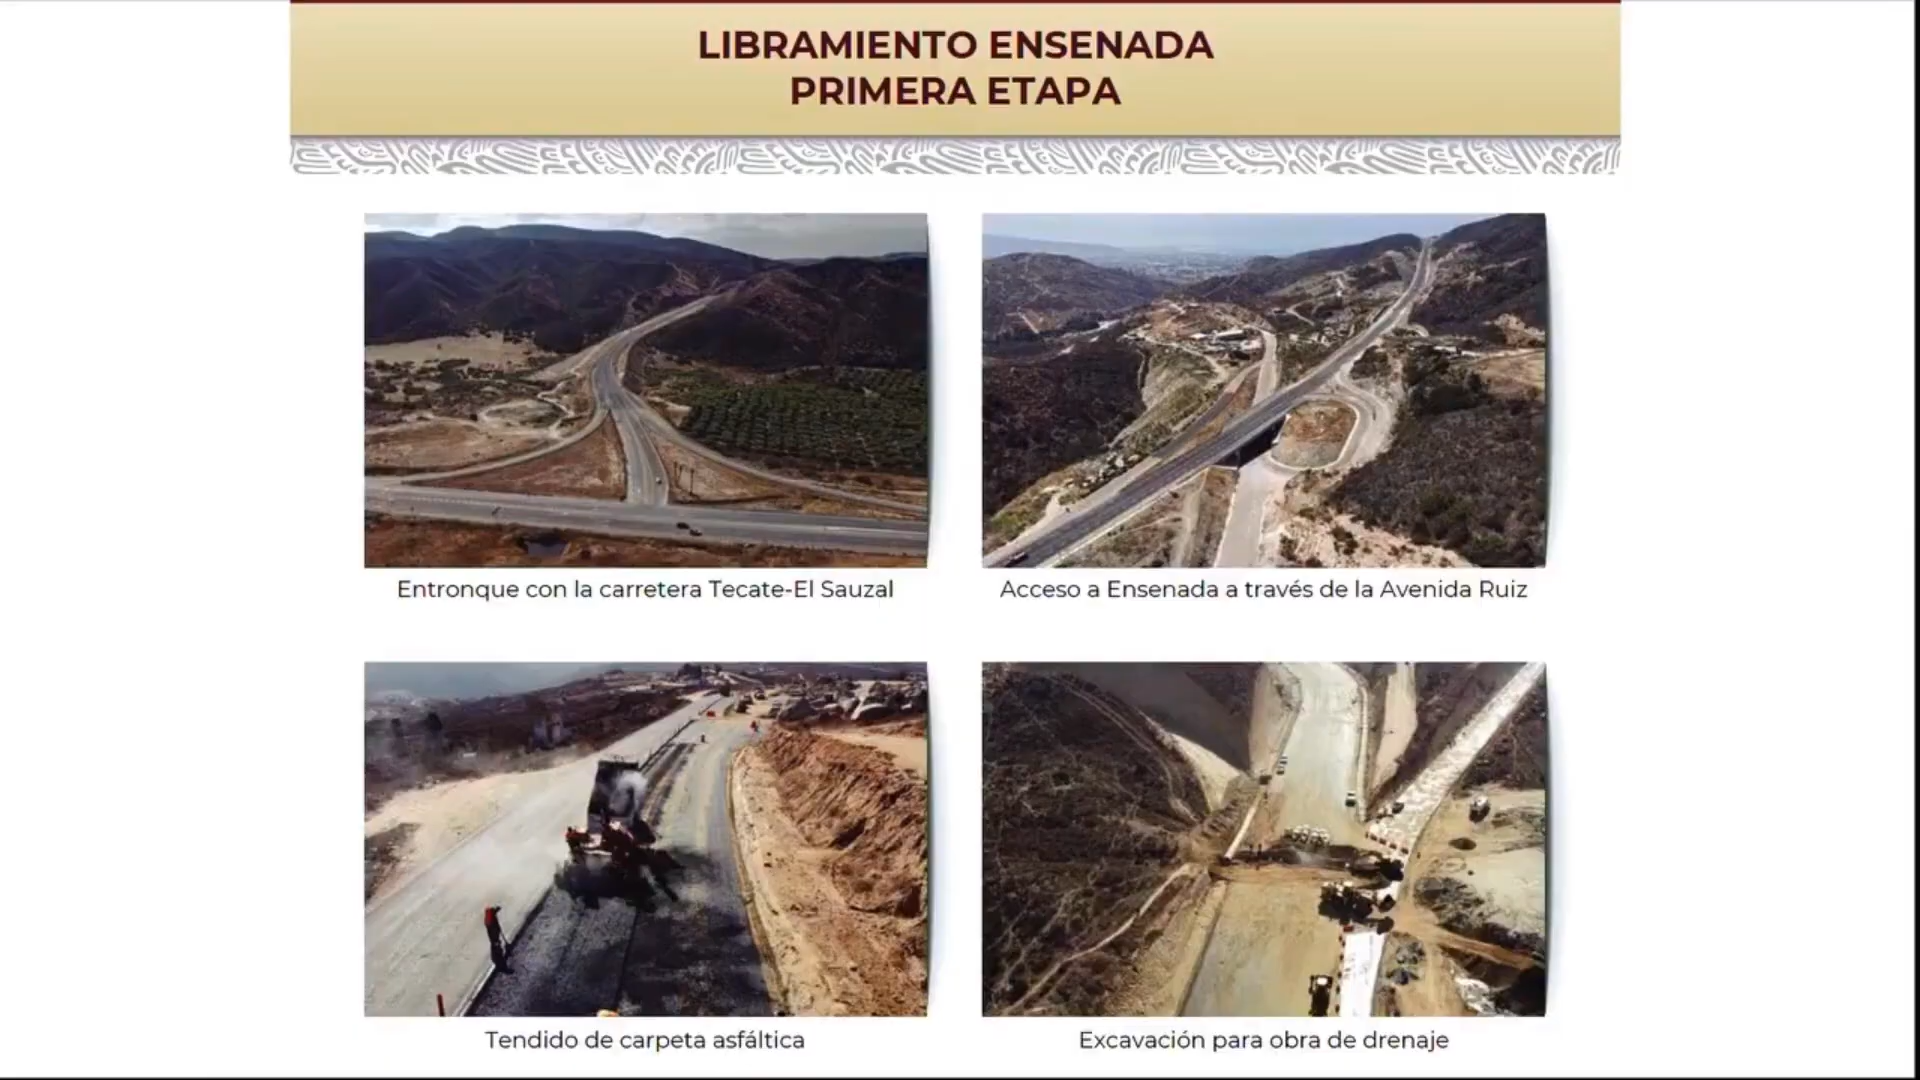 LIBRAMIENTO ENSENADA
PRIMERA ETAPA
Entronque con la carretera Tecate-El Sauzal
Acceso a Ensenada a través de la Avenida Ruiz
Tendido de carpeta asfáltica
Excavación para obra de drenaje